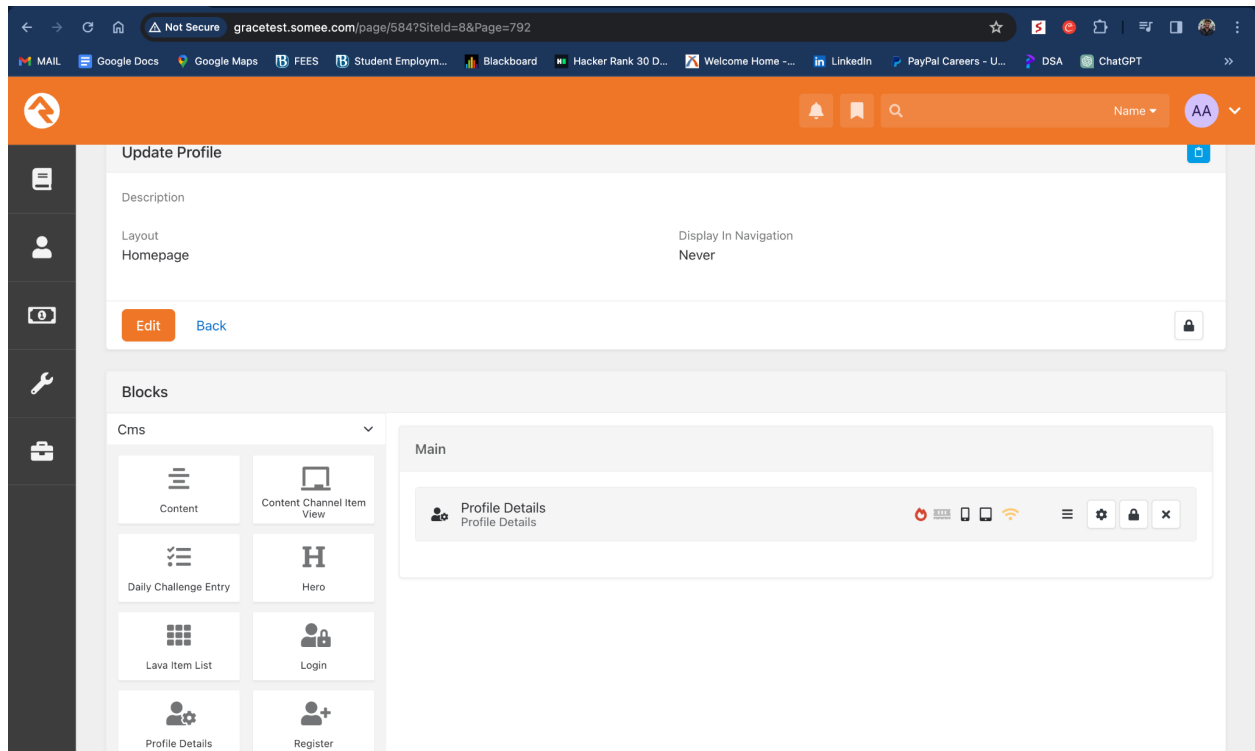 Not Secure gracetest.somee.com/page/584?SiteId=8&Page=792
MAIL Google Docs Google Maps FEES Student Employm... Blackboard Hacker Rank 30 D... Welcome Home -... LinkedIn PayPal Careers - U... DSA ChatGPT »
Name AA
Update Profile
Description
Layout Display In Navigation
Homepage Never
Edit Back
Blocks
Cms
Main
Content Content Channel Item View
Profile Details
Profile Details
Daily Challenge Entry H Hero
Lava Item List Login
Profile Details Register